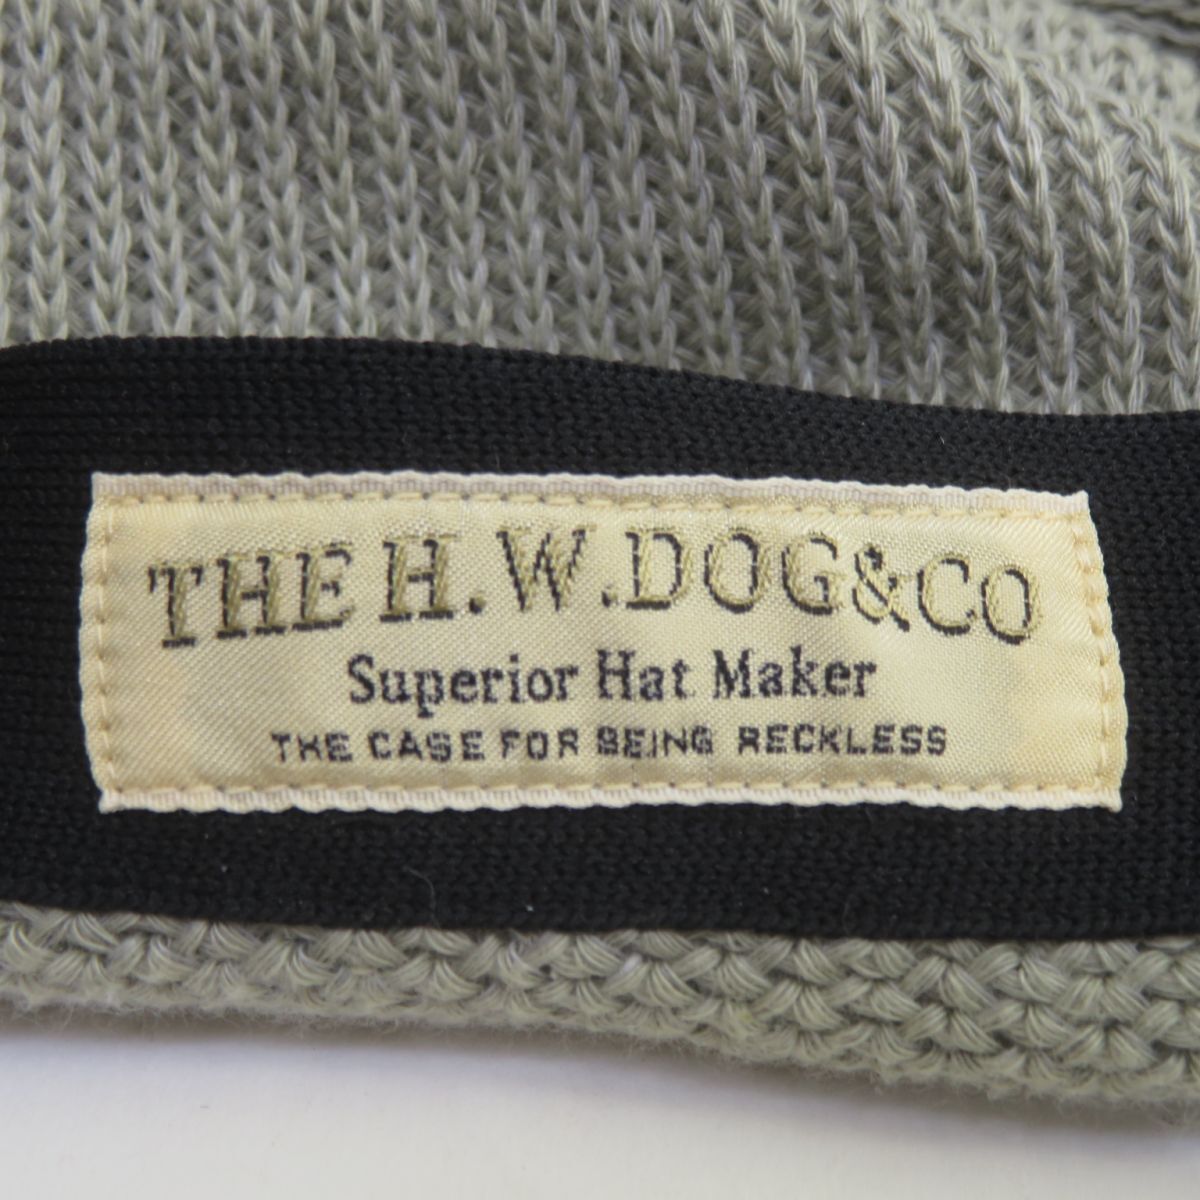 THE H.W.DOG&CO
Superior Hat Maker
THE CASE FOR BEING RECKLESS